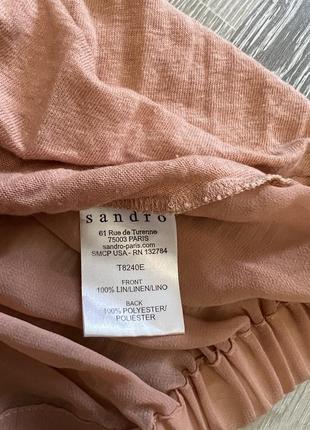 sandro
61 Rue de Turenne
75003 PARIS
sandro-paris.com
SMCP USA- RN 132784
T8240E
FRONT
100% LIN/LINEN/LINO
BACK
100% POLYESTER/
POLIESTER